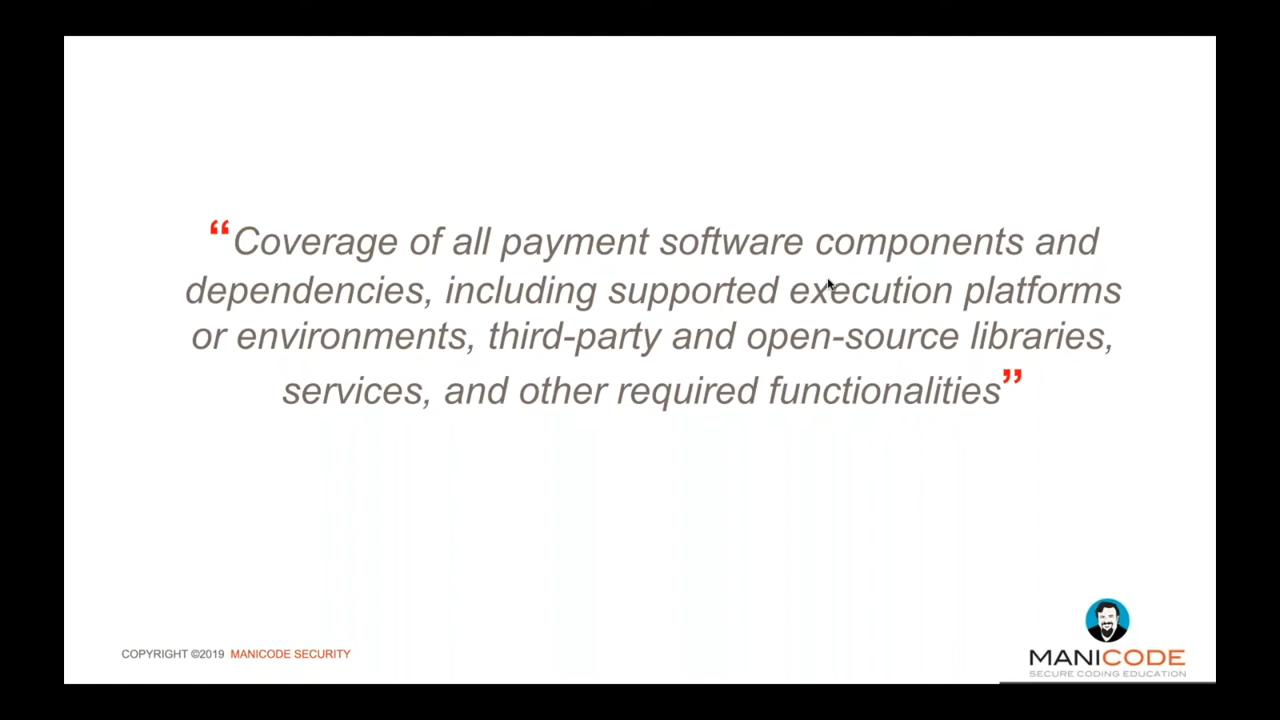 “Coverage of all payment software components and
dependencies, including supported execution platforms
or environments, third-party and open-source libraries,
services, and other required functionalities”
COPYRIGHT ©2019 MANICODE SECURITY
MANICODE
SECURE CODING EDUCATION